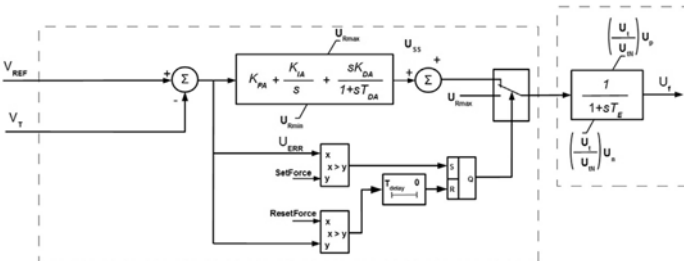 U_Rmax
U_SS
(U_t / U_tN) U_p
V_REF
+
Σ
K_PA + K_IA / s + sK_DA / 1+sT_DA
+
+
Σ
U_Rmax
1 / 1+sT_E
U_f
-
V_T
U_Rmin
(U_t / U_tN) U_n
U_ERR
x
x > y
y
SetForce
S
Q
R
T_delay 0
ResetForce
x
x > y
y